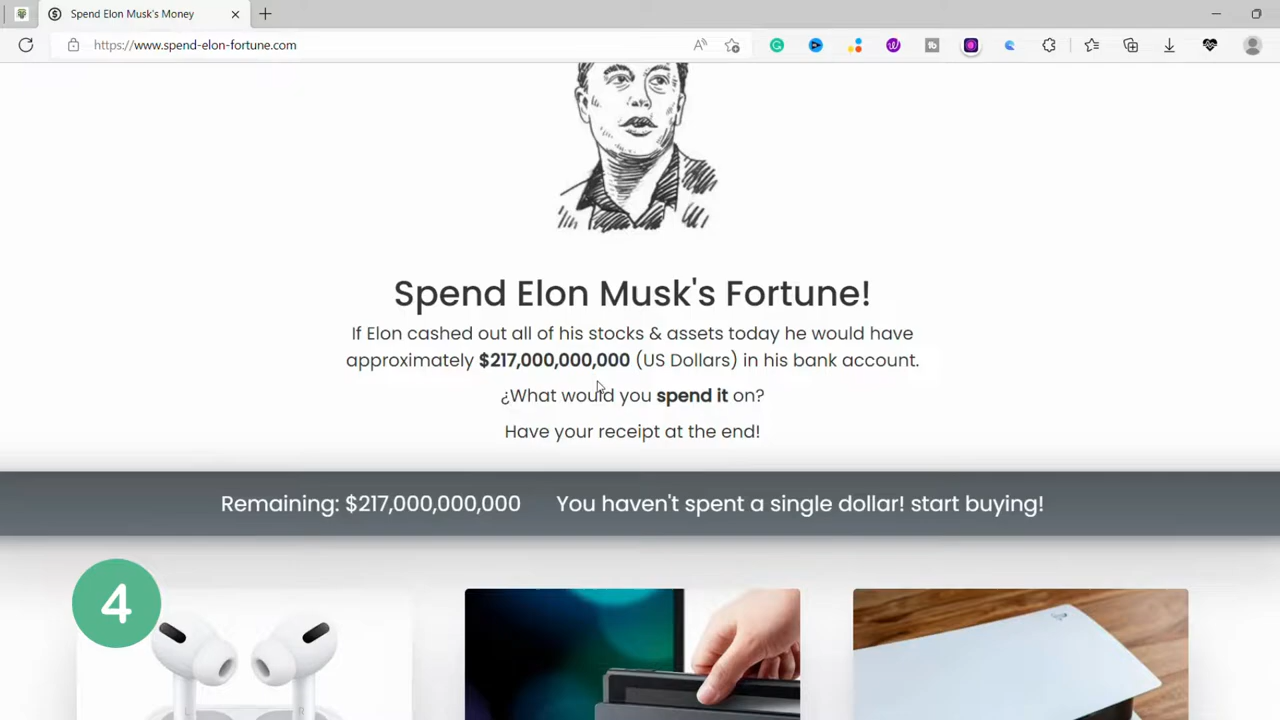 Spend Elon Musk's Money
https://www.spend-elon-fortune.com
Spend Elon Musk's Fortune!
If Elon cashed out all of his stocks & assets today he would have
approximately $217,000,000,000 (US Dollars) in his bank account.
¿What would you spend it on?
Have your receipt at the end!
Remaining: $217,000,000,000 You haven't spent a single dollar! start buying!
4